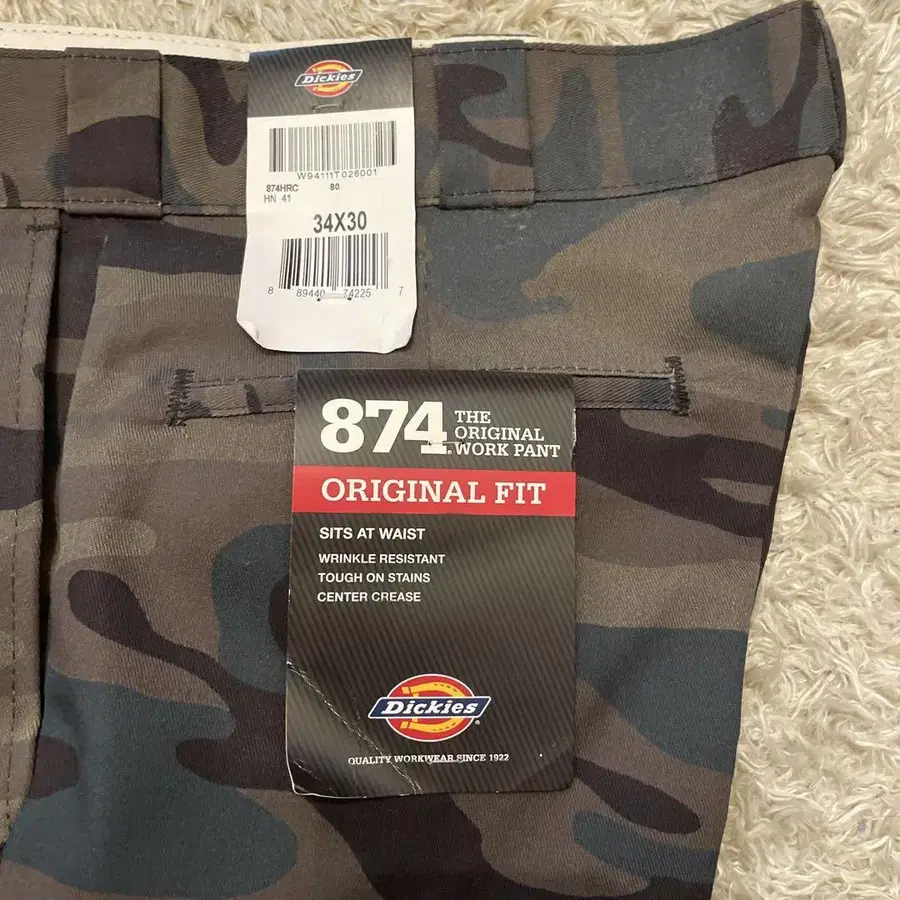 Dickies
W94111T026001
874HRC 80
HN 41
34X30
8 89440 74225 7
874® THE
ORIGINAL
WORK PANT
ORIGINAL FIT
SITS AT WAIST
WRINKLE RESISTANT
TOUGH ON STAINS
CENTER CREASE
Dickies®
QUALITY WORKWEAR SINCE 1922